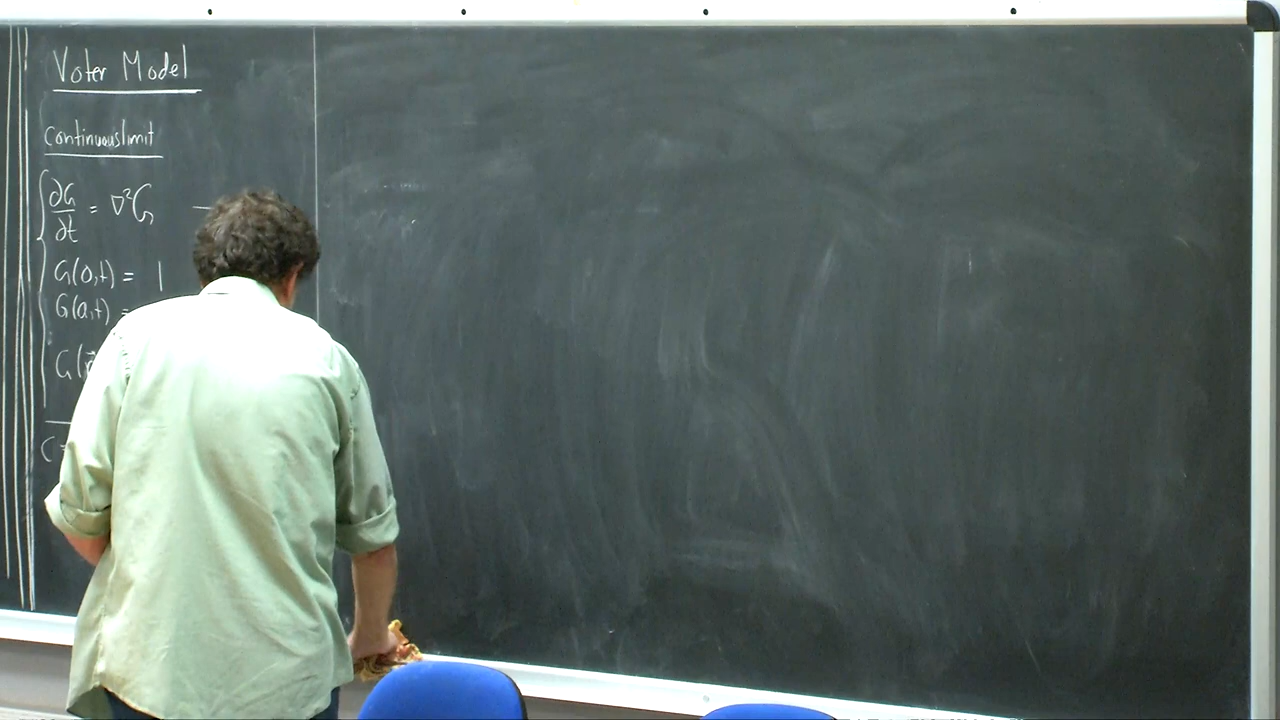 Voter Model
Continuous limit
∂G/∂t = ∇²G,
G(0,t) = 1
G(a,t) =
G(
C